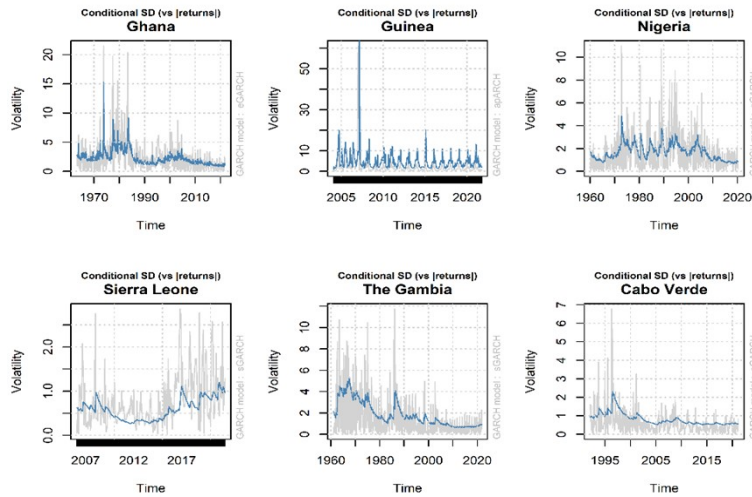 Conditional SD (vs |returns|)
Ghana
Volatility
20
15
10
5
0
1970
1990
2010
Time
GARCH model : eGARCH
Conditional SD (vs |returns|)
Guinea
Volatility
50
30
10
0
2005
2010
2015
2020
Time
GARCH model : apARCH
Conditional SD (vs |returns|)
Nigeria
Volatility
10
8
6
4
2
0
1960
1980
2000
2020
Time
Conditional SD (vs |returns|)
Sierra Leone
Volatility
2.0
1.0
0.0
2007
2012
2017
Time
GARCH model : sGARCH
Conditional SD (vs |returns|)
The Gambia
Volatility
10
8
6
4
2
0
1960
1980
2000
2020
Time
GARCH model : sGARCH
Conditional SD (vs |returns|)
Cabo Verde
Volatility
7
6
5
4
3
2
1
0
1995
2005
2015
Time